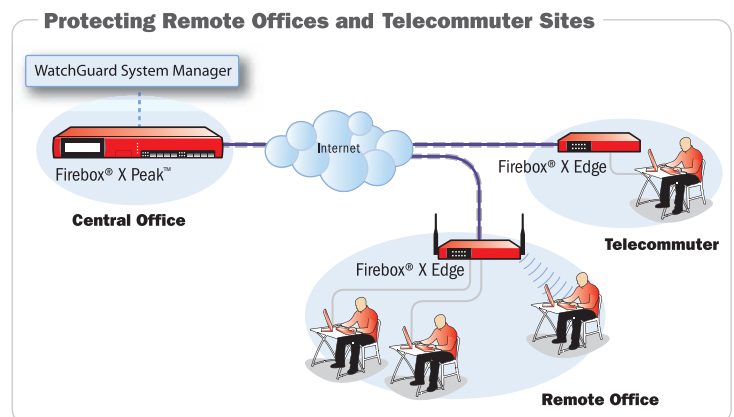 Protecting Remote Offices and Telecommuter Sites
WatchGuard System Manager
Internet
Firebox® X Peak™
Firebox® X Edge
Central Office
Telecommuter
Firebox® X Edge
Remote Office